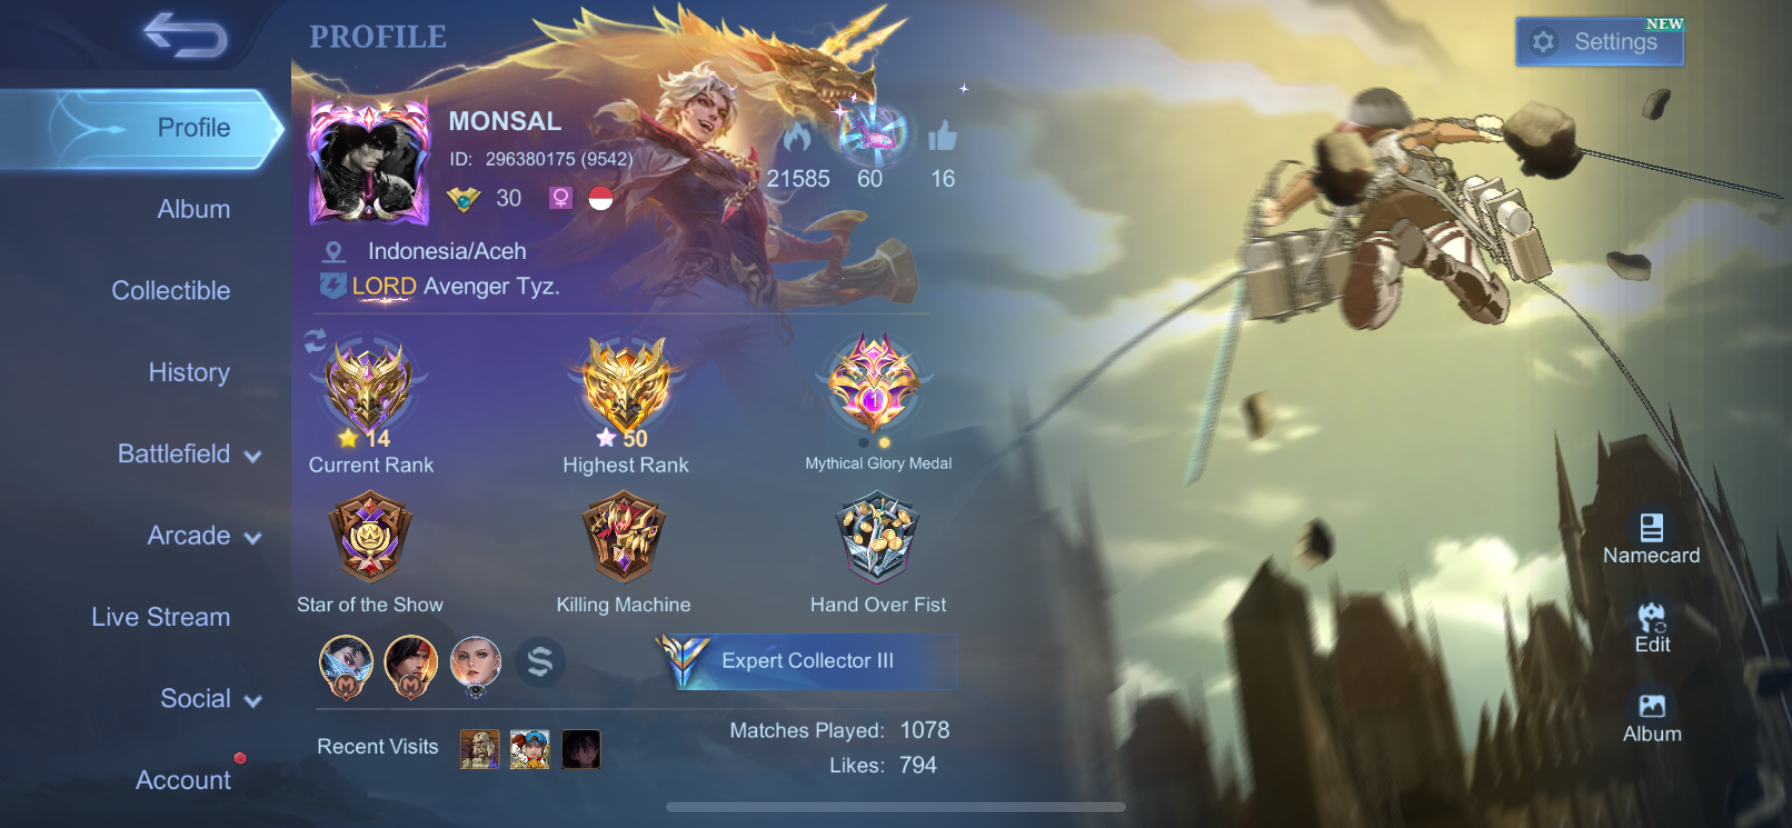 PROFILE
NEW
Settings
Profile
Album
Collectible
History
Battlefield
Arcade
Live Stream
Social
Account
MONSAL
ID: 296380175 (9542)
30
21585
60
16
Indonesia/Aceh
LORD Avenger Tyz.
14
Current Rank
50
Highest Rank
1
Mythical Glory Medal
Star of the Show
Killing Machine
Hand Over Fist
M
M
S
Expert Collector III
Recent Visits
Matches Played: 1078
Likes: 794
Namecard
Edit
Album